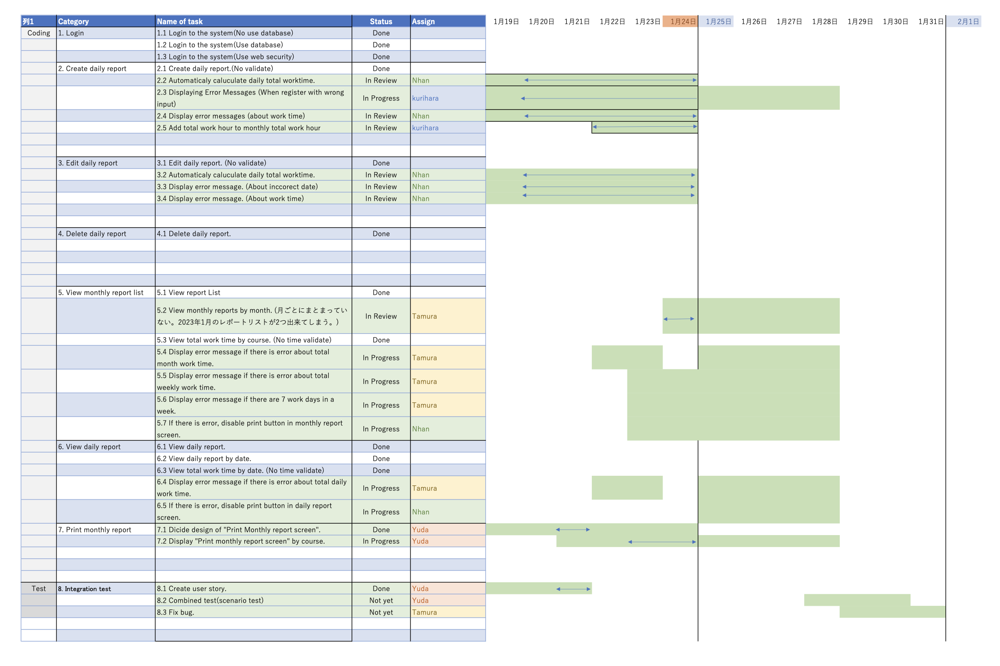 列1 Category Name of task Status Assign 1月19日 1月20日 1月21日 1月22日 1月23日 1月24日 1月25日 1月26日 1月27日 1月28日 1月29日 1月30日 1月31日 2月1日
Coding 1. Login 1.1 Login to the system(No use database) Done
1.2 Login to the system(Use database) Done
1.3 Login to the system(Use web security) Done
2. Create daily report 2.1 Create daily report.(No validate) Done
2.2 Automaticaly caluculate daily total worktime. In Review Nhan
2.3 Displaying Error Messages (When register with wrong
input) In Progress kurihara
2.4 Display error messages (about work time) In Review Nhan
2.5 Add total work hour to monthly total work hour In Review kurihara
3. Edit daily report 3.1 Edit daily report. (No validate) Done
3.2 Automaticaly caluculate daily total worktime. In Review Nhan
3.3 Display error message. (About inccorect date) In Review Nhan
3.4 Display error message. (About work time) In Review Nhan
4. Delete daily report 4.1 Delete daily report. Done
5. View monthly report list 5.1 View report List Done
5.2 View monthly reports by month. (月ごとにまとまってい
ない。2023年1月のレポートリストが2つ出来てしまう。) In Review Tamura
5.3 View total work time by course. (No time validate) Done
5.4 Display error message if there is error about total
month work time. In Progress Tamura
5.5 Display error message if there is error about total
weekly work time. In Progress Tamura
5.6 Display error message if there are 7 work days in a
week. In Progress Tamura
5.7 If there is error, disable print button in monthly report
screen. In Progress Nhan
6. View daily report 6.1 View daily report. Done
6.2 View daily report by date. Done
6.3 View total work time by date. (No time validate) Done
6.4 Display error message if there is error about total daily
work time. In Progress Tamura
6.5 If there is error, disable print button in daily report
screen. In Progress Nhan
7. Print monthly report 7.1 Dicide design of "Print Monthly report screen". Done Yuda
7.2 Display "Print monthly report screen" by course. In Progress Yuda
Test 8. Integration test 8.1 Create user story. Done Yuda
8.2 Combined test(scenario test) Not yet Yuda
8.3 Fix bug. Not yet Tamura